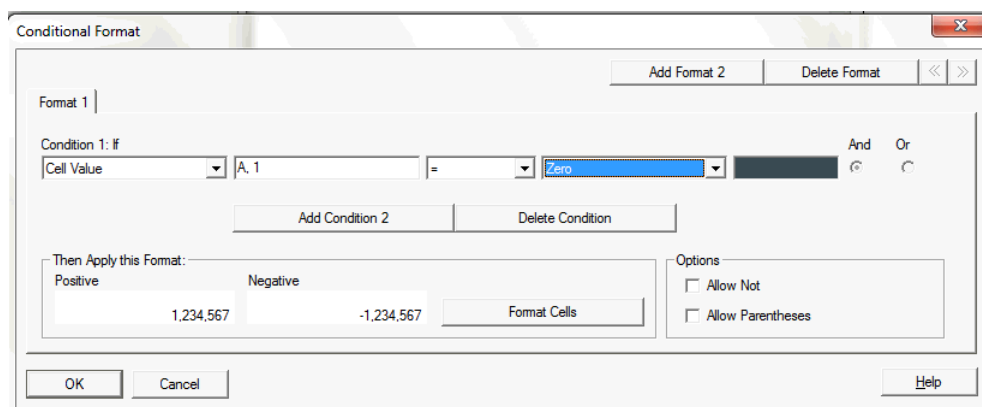 Conditional Format
Add Format 2 Delete Format
Format 1
Condition 1: If And Or
Cell Value A, 1 = Zero
Add Condition 2 Delete Condition
Then Apply this Format: Options
Positive Negative Allow Not
1,234,567 -1,234,567 Format Cells Allow Parentheses
OK Cancel Help